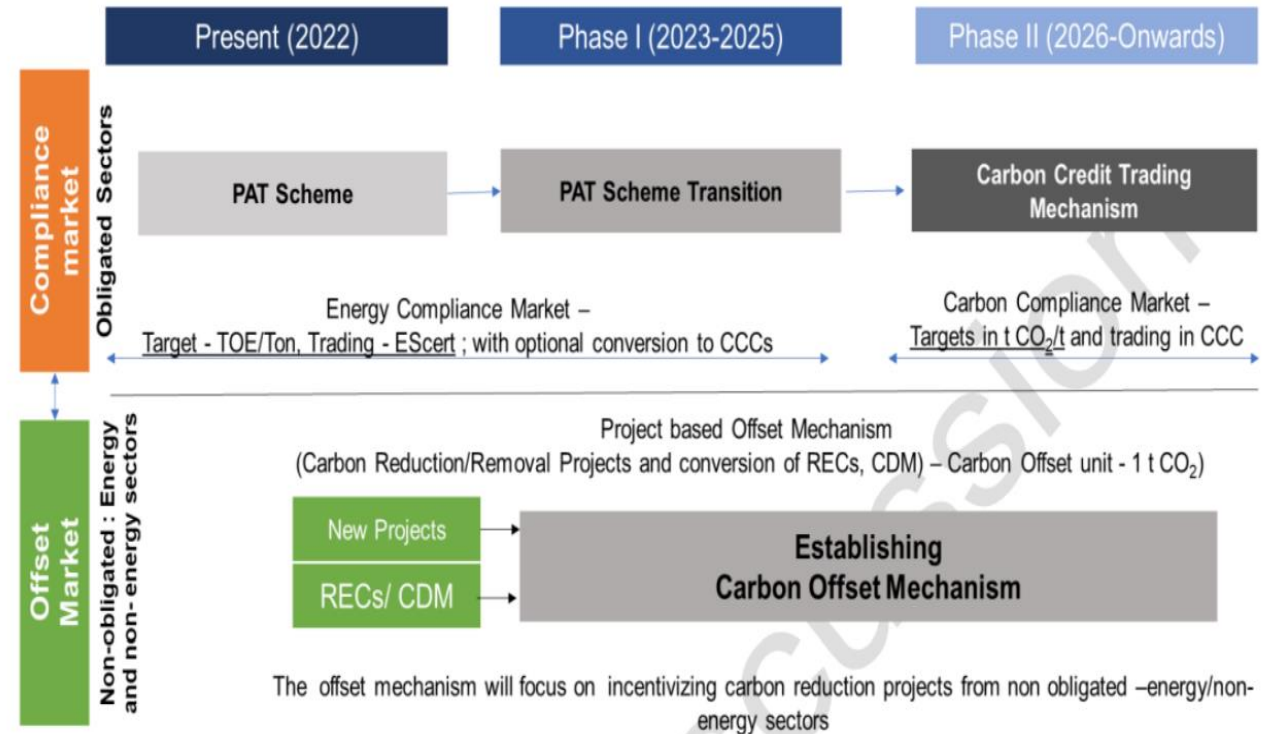 Present (2022)
Phase I (2023-2025)
Phase II (2026-Onwards)
Compliance
market
Obligated Sectors
PAT Scheme
PAT Scheme Transition
Carbon Credit Trading
Mechanism
Energy Compliance Market –
Target - TOE/Ton, Trading - EScert ; with optional conversion to CCCs
Carbon Compliance Market –
Targets in t CO₂/t and trading in CCC
Offset
Market
Non-obligated : Energy
and non- energy sectors
Project based Offset Mechanism
(Carbon Reduction/Removal Projects and conversion of RECs, CDM) – Carbon Offset unit - 1 t CO₂)
New Projects
RECs/ CDM
Establishing
Carbon Offset Mechanism
The offset mechanism will focus on incentivizing carbon reduction projects from non obligated –energy/non-
energy sectors